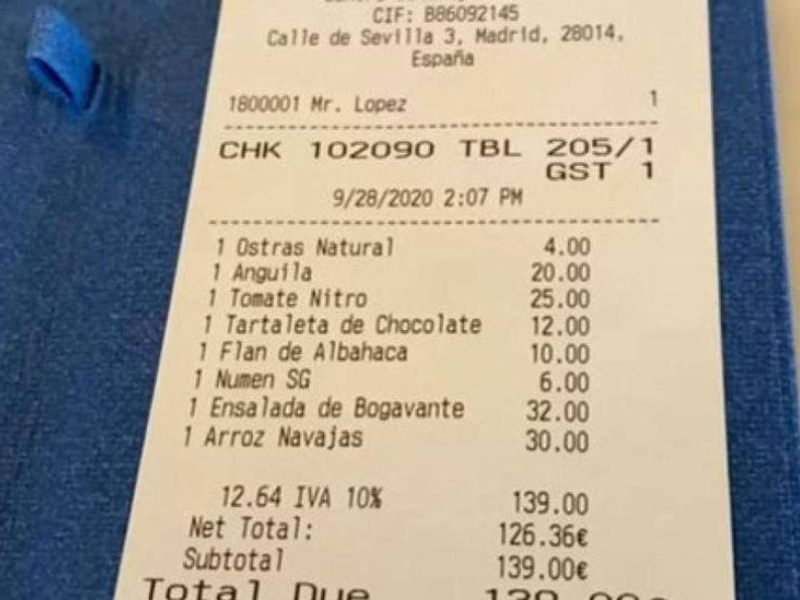 CIF: B86092145
Calle de Sevilla 3, Madrid, 28014,
España
1800001 Mr. Lopez 1
CHK 102090 TBL 205/1
GST 1
9/28/2020 2:07 PM
1 Ostras Natural 4.00
1 Anguila 20.00
1 Tomate Nitro 25.00
1 Tartaleta de Chocolate 12.00
1 Flan de Albahaca 10.00
1 Numen SG 6.00
1 Ensalada de Bogavante 32.00
1 Arroz Navajas 30.00
12.64 IVA 10% 139.00
Net Total: 126.36€
Subtotal 139.00€
Total Due 139.00€